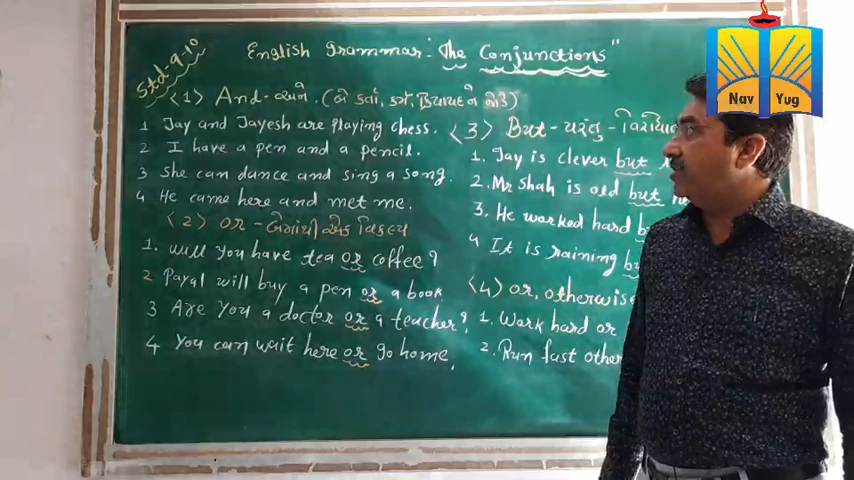 Std-9-10
English Grammar: "The Conjunctions"
<1> And - અને (બે કર્તા, કર્મ, ક્રિયાપદને જોડે)
1 Jay and Jayesh are playing chess.
2 I have a pen and a pencil.
3 She can dance and sing a song.
4 He came here and met me.
<2> or - બેમાંથી એક વિકલ્પ
1. Will you have tea or coffee?
2 Payal will buy a pen or a book
3 Are you a doctor or a teacher?
4 You can wait here or go home.
<3> But - પરંતુ -
1. Jay is clever but
2. Mr Shah is old but
3. He worked hard
4 It is raining
<4> or, otherwise
1. Work hard or
2. Run fast
Nav Yug